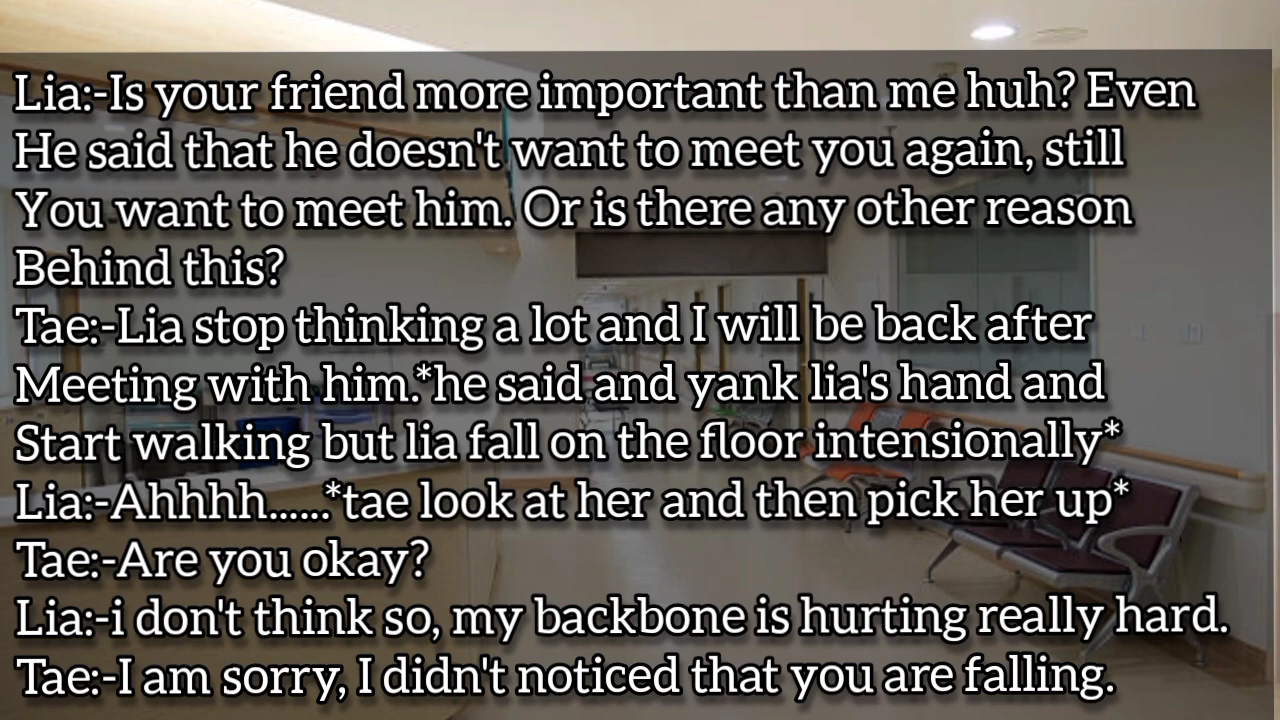 Lia:-Is your friend more important than me huh? Even
He said that he doesn't want to meet you again, still
You want to meet him. Or is there any other reason
Behind this?
Tae:-Lia stop thinking a lot and I will be back after
Meeting with him.*he said and yank lia's hand and
Start walking but lia fall on the floor intensionally*
Lia:-Ahhhh......*tae look at her and then pick her up*
Tae:-Are you okay?
Lia:-i don't think so, my backbone is hurting really hard.
Tae:-I am sorry, I didn't noticed that you are falling.